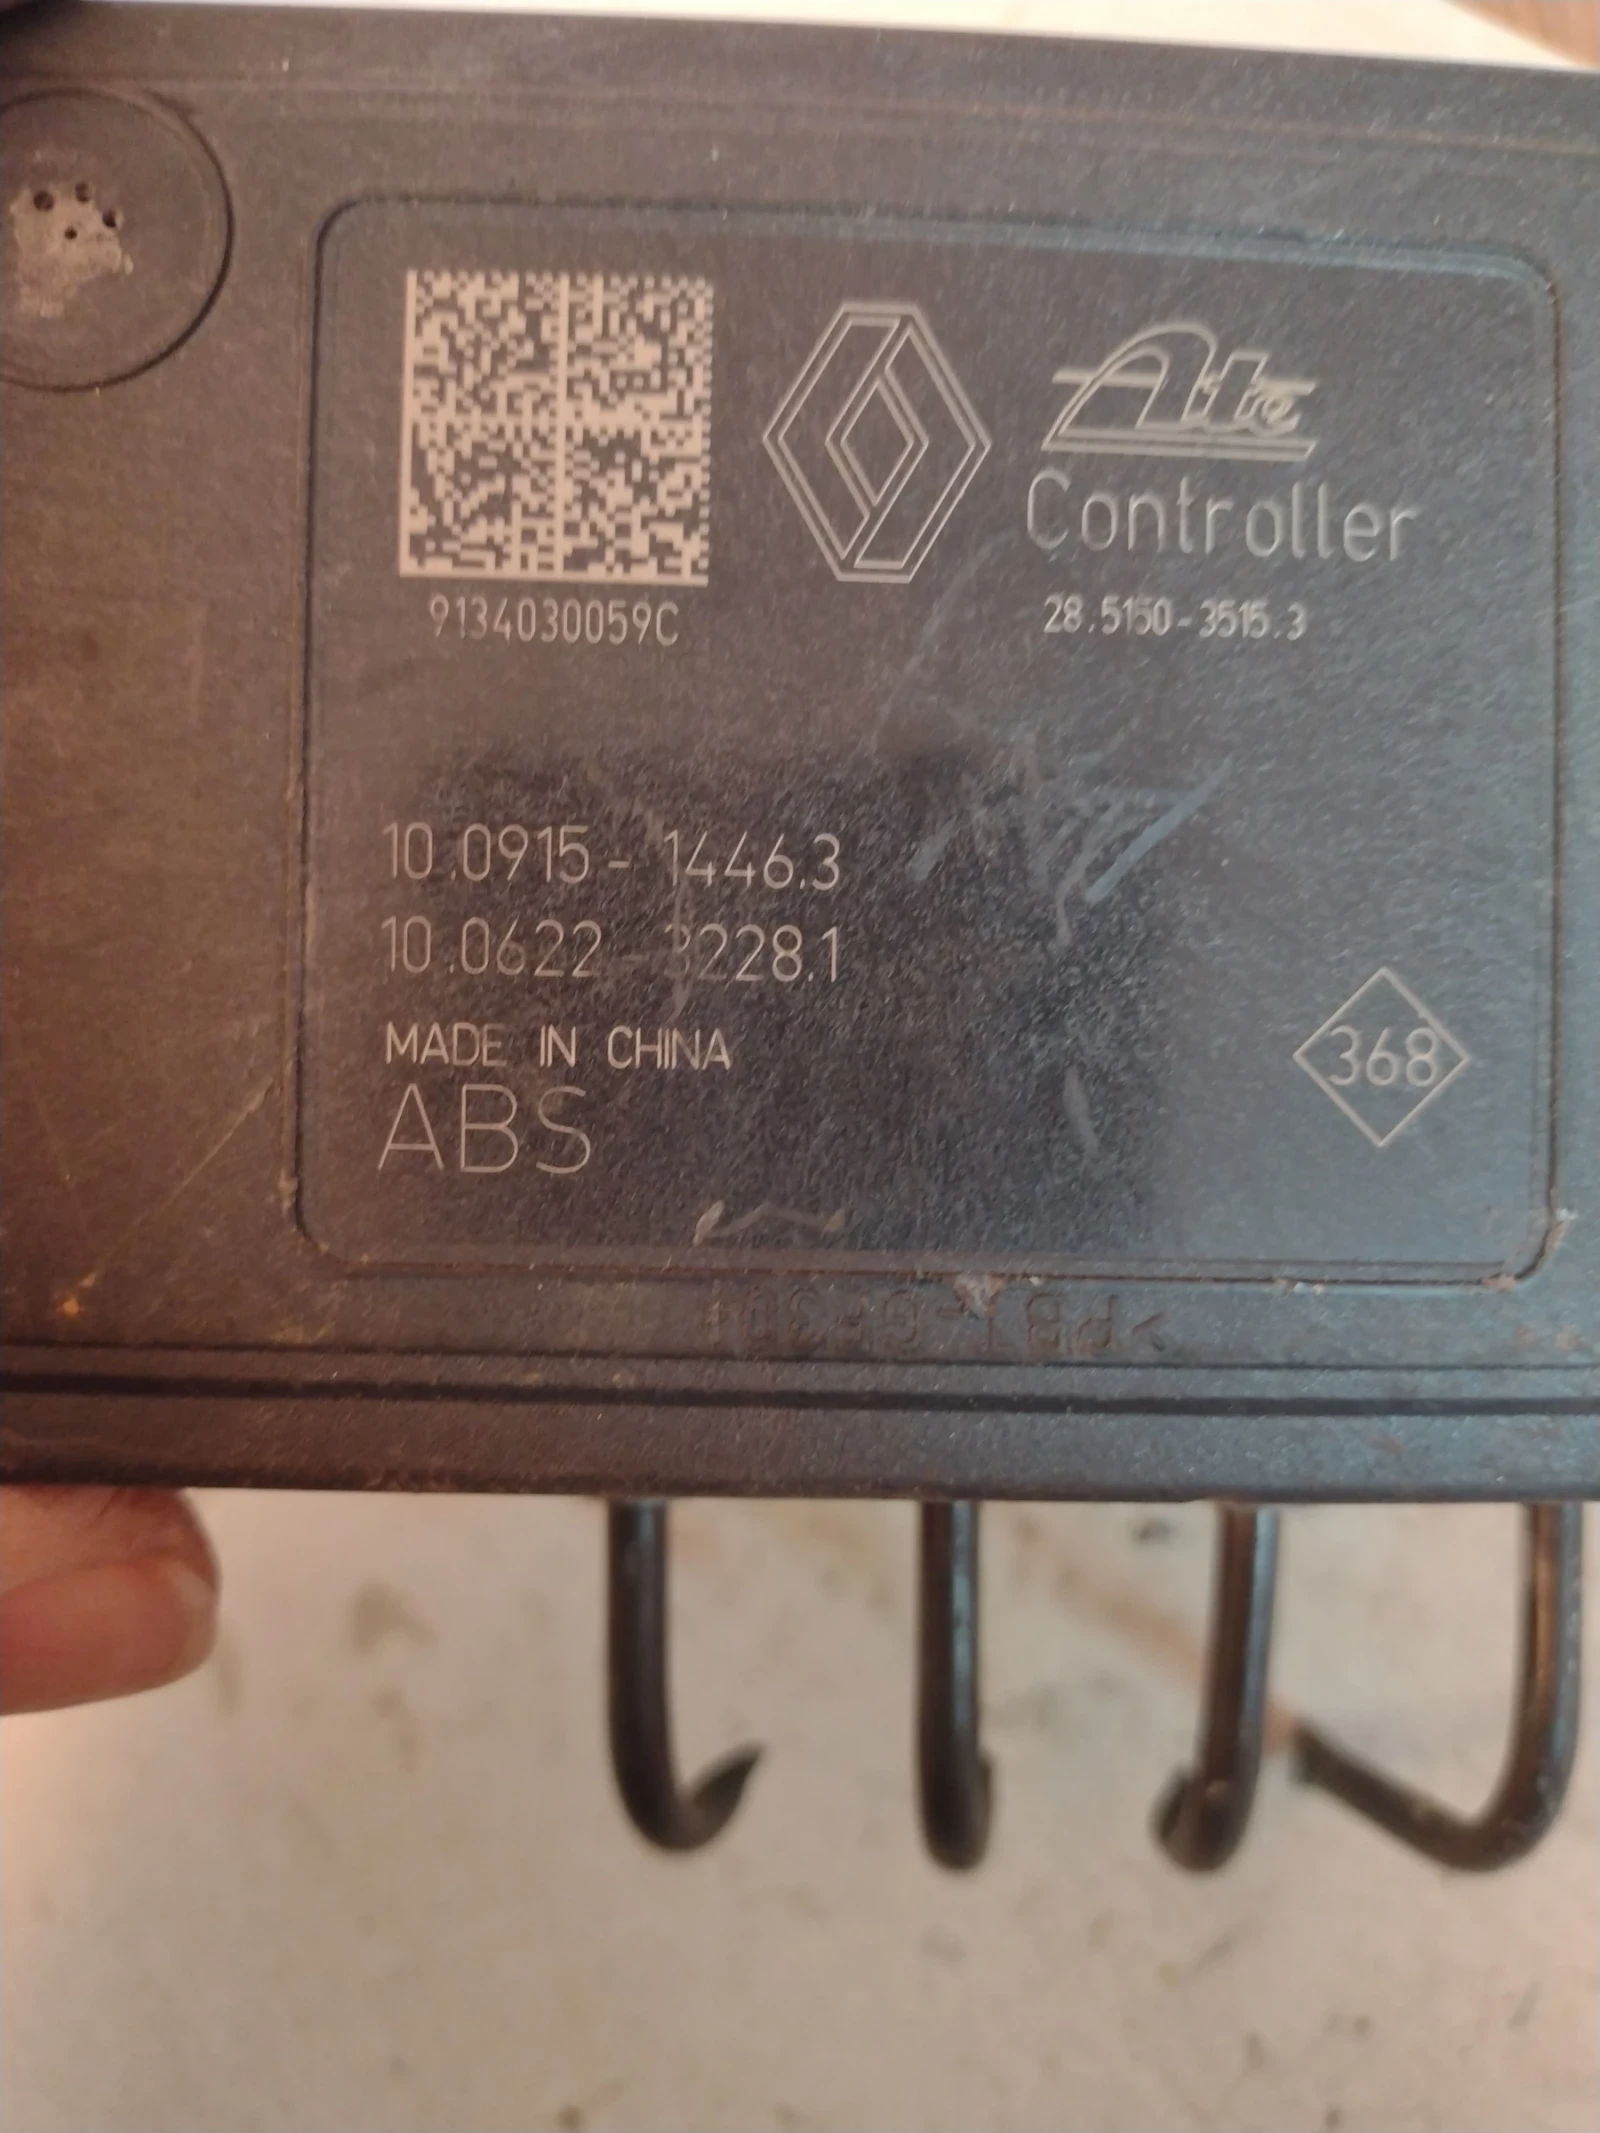 Ate
Controller
9134030059C
28.5150-3515.3
10.0915-1446.3
10.0622-3228.1
MADE IN CHINA
ABS
368